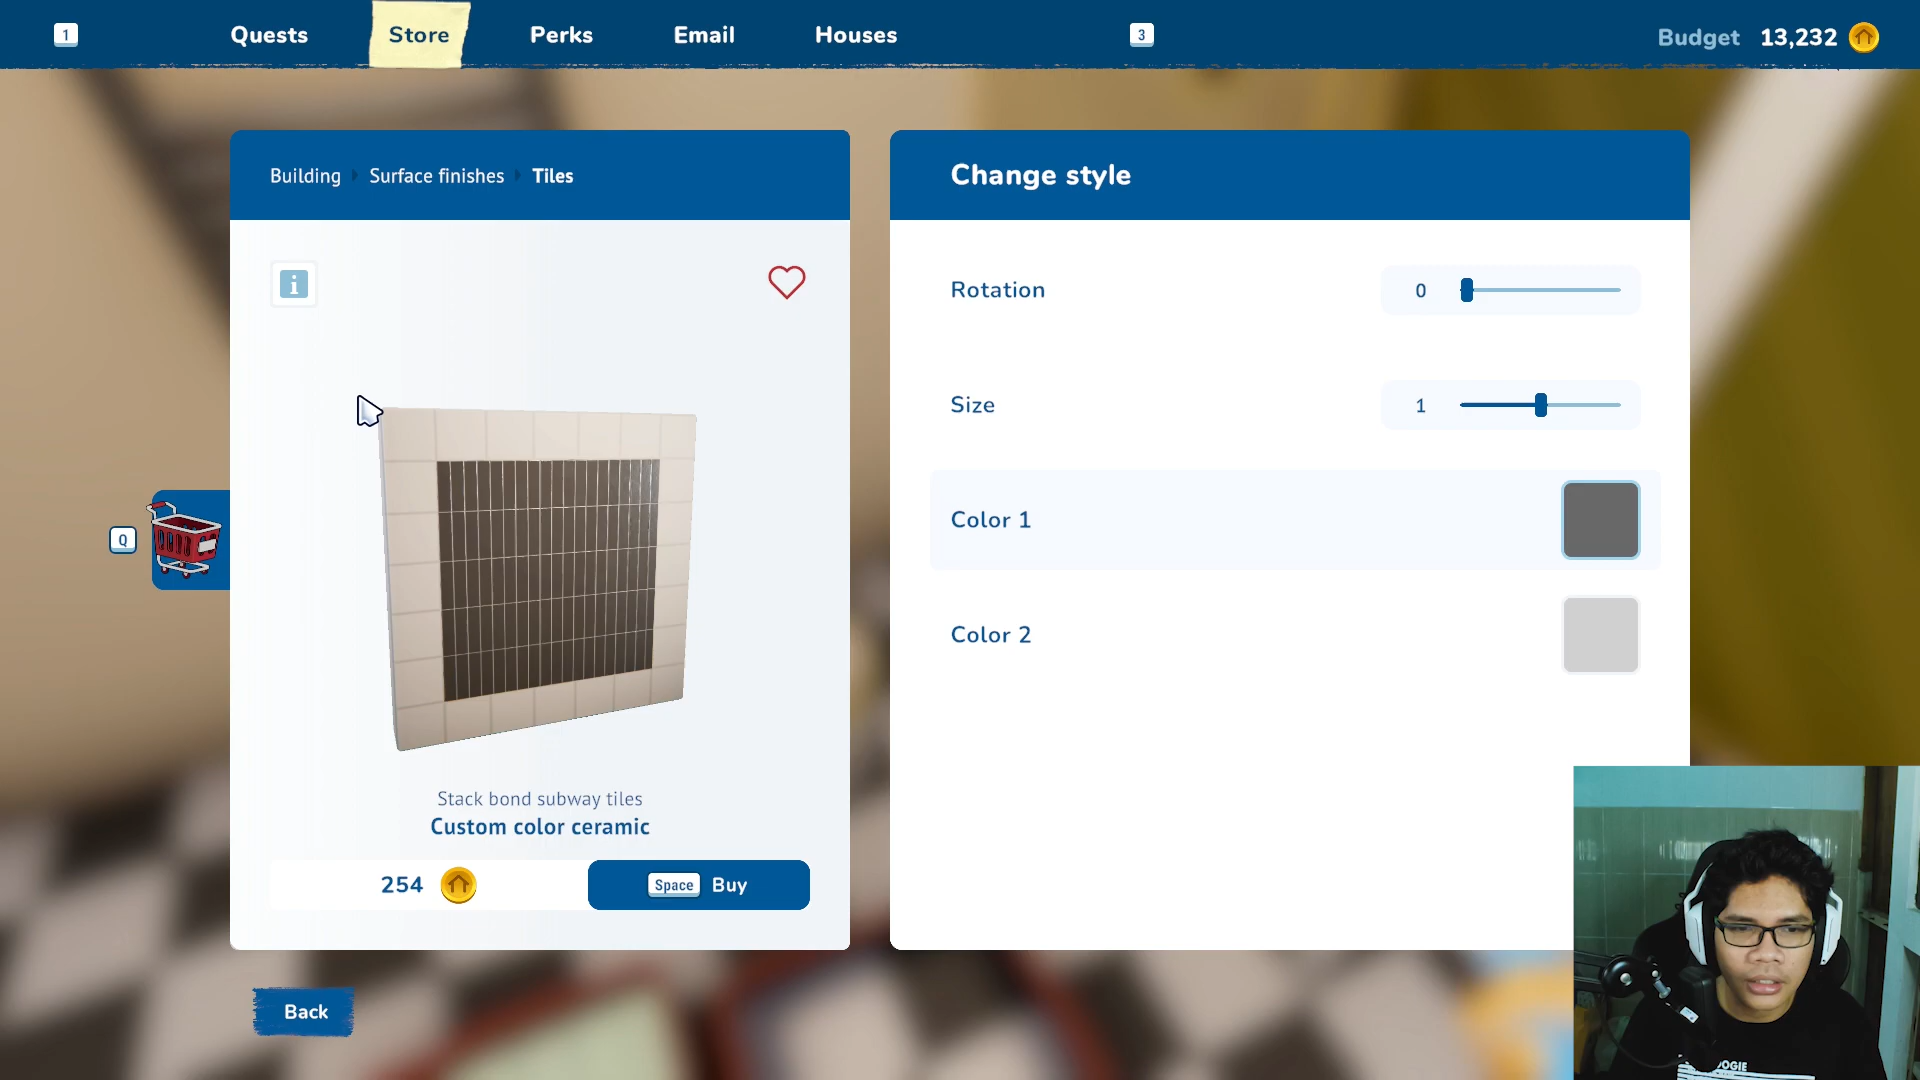 1
Quests
Store
Perks
Email
Houses
3
Budget 13,232
Building Surface finishes Tiles
Change style
i
Rotation
0
Size
1
Color 1
Q
Color 2
Stack bond subway tiles
Custom color ceramic
254
Space Buy
Back
OGIE